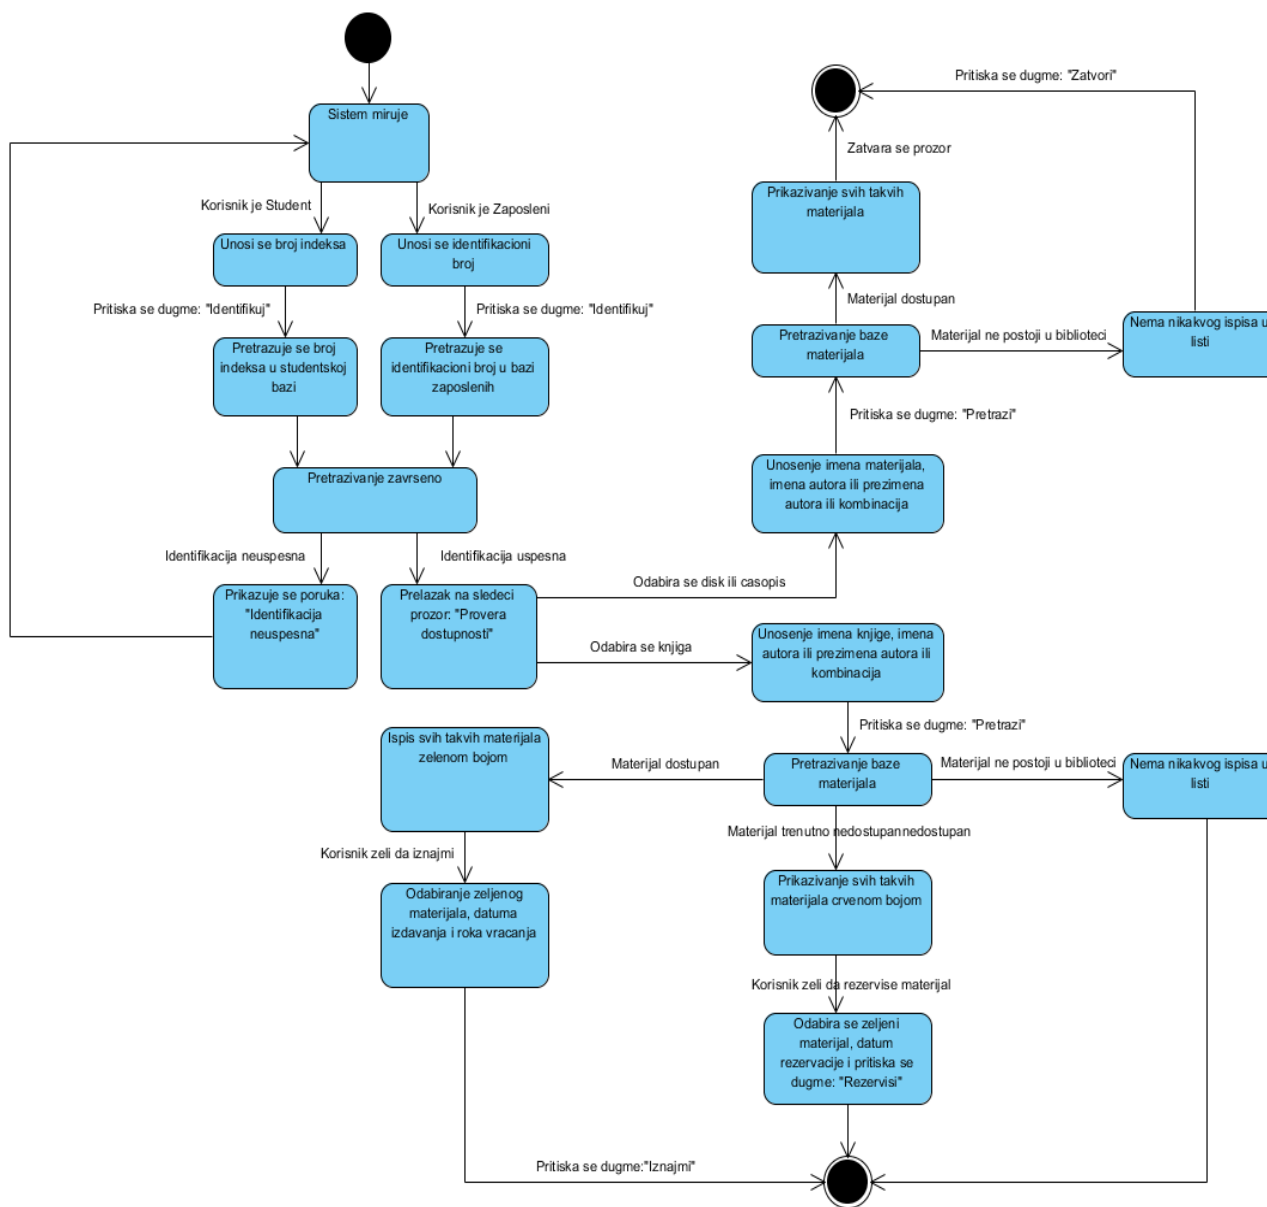 Sistem miruje
Korisnik je Student
Korisnik je Zaposleni
Unosi se broj indeksa
Unosi se identifikacioni
broj
Pritiska se dugme: "Identifikuj"
Pritiska se dugme: "Identifikuj"
Pretrazuje se broj
indeksa u studentskoj
bazi
Pretrazuje se
identifikacioni broj u bazi
zaposlenih
Pretrazivanje zavrseno
Identifikacija neuspesna
Identifikacija uspesna
Prikazuje se poruka:
"Identifikacija
neuspesna"
Prelazak na sledeci
prozor: "Provera
dostupnosti"
Odabira se disk ili casopis
Odabira se knjiga
Pritiska se dugme: "Zatvori"
Zatvara se prozor
Prikazivanje svih takvih
materijala
Materijal dostupan
Pretrazivanje baze
materijala
Materijal ne postoji u biblioteci
Nema nikakvog ispisa u
listi
Pritiska se dugme: "Pretrazi"
Unosenje imena materijala,
imena autora ili prezimena
autora ili kombinacija
Unosenje imena knjige, imena
autora ili prezimena autora ili
kombinacija
Pritiska se dugme: "Pretrazi"
Ispis svih takvih materijala
zelenom bojom
Materijal dostupan
Pretrazivanje baze
materijala
Materijal ne postoji u biblioteci
Nema nikakvog ispisa u
listi
Materijal trenutno nedostupannedostupan
Korisnik zeli da iznajmi
Prikazivanje svih takvih
materijala crvenom bojom
Odabiranje zeljenog
materijala, datuma
izdavanja i roka vracanja
Korisnik zeli da rezervise materijal
Odabira se zeljeni
materijal, datum
rezervacije i pritiska se
dugme: "Rezervisi"
Pritiska se dugme:"Iznajmi"